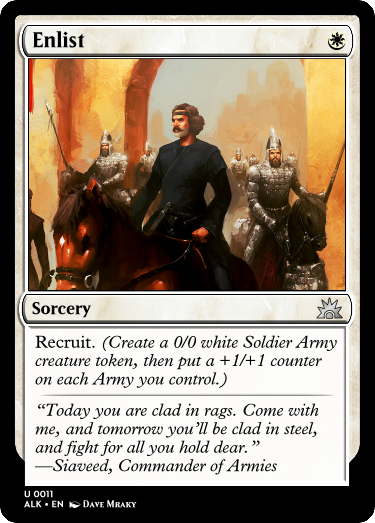 Enlist
Sorcery
Recruit. (Create a 0/0 white Soldier Army
creature token, then put a +1/+1 counter
on each Army you control.)
“Today you are clad in rags. Come with
me, and tomorrow you’ll be clad in steel,
and fight for all you hold dear.”
—Siaveed, Commander of Armies
U 0011
ALK • EN Dave Mraky